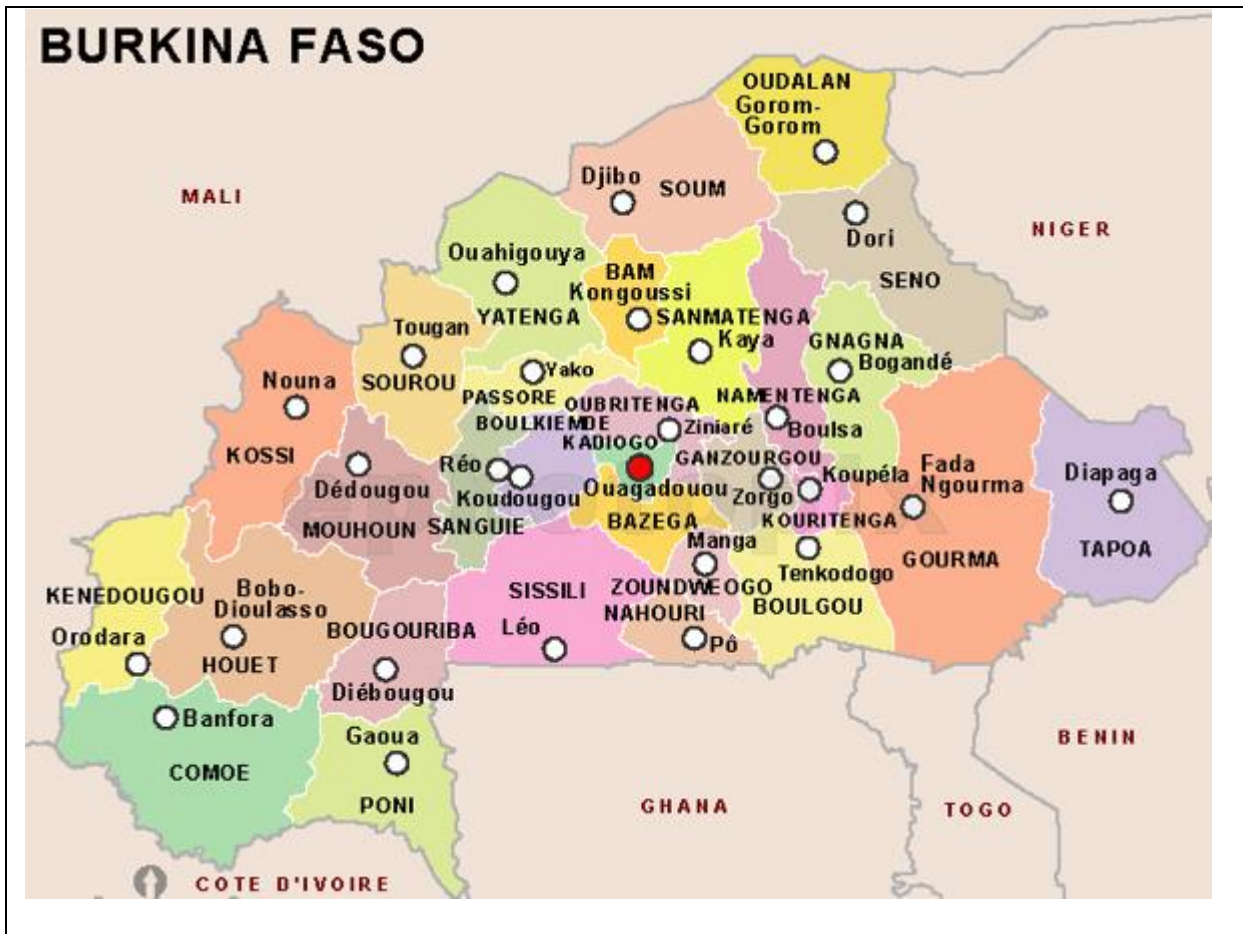 BURKINA FASO
OUDALAN
Gorom-
Gorom
Djibo
SOUM
MALI
NIGER
Dori
SENO
Ouahigouya
BAM
Kongoussi
YATENGA
SANMATENGA
Kaya
Tougan
SOUROU
GNAGNA
Bogandé
Nouna
Yako
PASSORE
NAMENTENGA
OUBRITENGA
BOULKIEMDE
Ziniaré
Boulsa
KADIOGO
KOSSI
GANZOURGOU
Réo
Koupéla
Fada
Ngourma
Diapaga
Dédougou
Koudougou
Ouagadouou
Zorgo
MOUHOUN
SANGUIE
BAZEGA
KOURITENGA
Manga
GOURMA
TAPOA
Tenkodogo
KENEDOUGOU
Bobo-
Dioulasso
SISSILI
ZOUNDWEOGO
BOULGOU
NAHOURI
BOUGOURIBA
Léo
Pô
Orodara
HOUET
Diébougou
Banfora
Gaoua
BENIN
COMOE
PONI
GHANA
TOGO
COTE D'IVOIRE